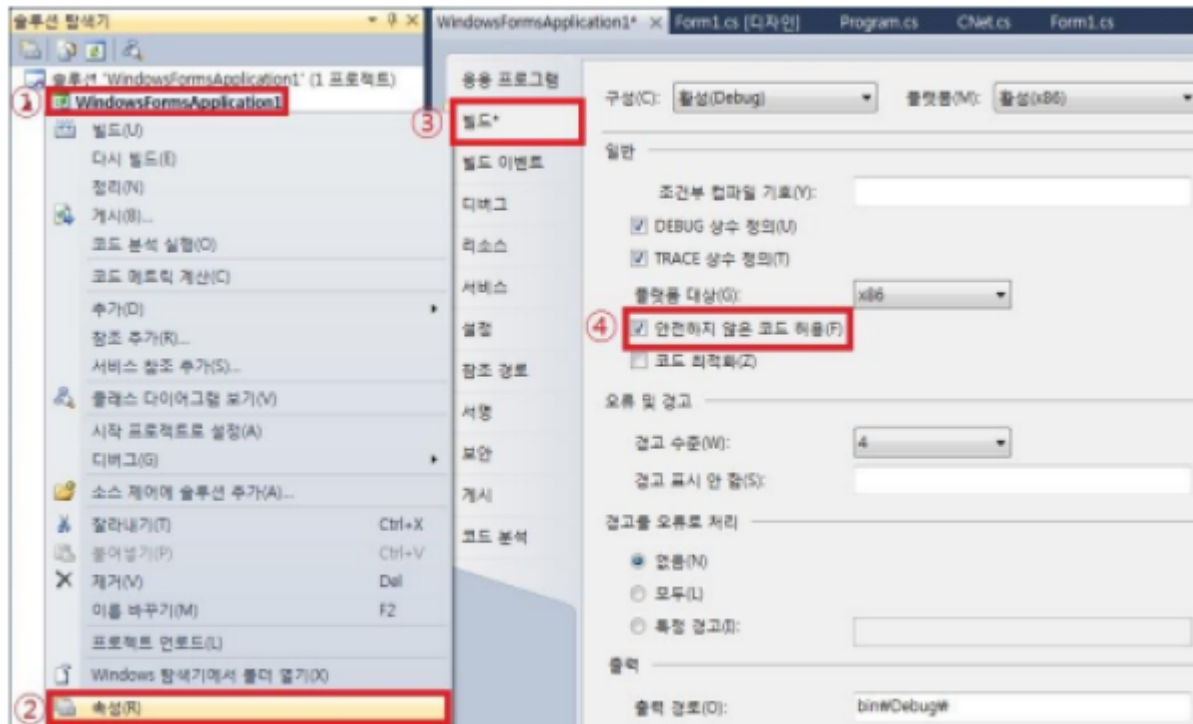 솔루션 탐색기
솔루션 'WindowsFormsApplication1' (1 프로젝트)
① WindowsFormsApplication1
빌드(U)
다시 빌드(E)
정리(N)
게시(B)...
코드 분석 실행(O)
코드 메트릭 계산(C)
추가(D)
참조 추가(R)...
서비스 참조 추가(S)...
클래스 다이어그램 보기(V)
시작 프로젝트로 설정(A)
디버그(G)
소스 제어에 솔루션 추가(A)...
잘라내기(T) Ctrl+X
붙여넣기(P) Ctrl+V
제거(V) Del
이름 바꾸기(M) F2
프로젝트 언로드(L)
Windows 탐색기에서 폴더 열기(X)
② 속성(R)
WindowsFormsApplication1* Form1.cs [디자인] Program.cs CNet.cs Form1.cs
응용 프로그램
③ 빌드*
빌드 이벤트
디버그
리소스
서비스
설정
참조 경로
서명
보안
게시
코드 분석
구성(C): 활성(Debug) 플랫폼(M): 활성(x86)
일반
조건부 컴파일 기호(Y):
DEBUG 상수 정의(U)
TRACE 상수 정의(T)
플랫폼 대상(G): x86
④ 안전하지 않은 코드 허용(F)
코드 최적화(Z)
오류 및 경고
경고 수준(W): 4
경고 표시 안 함(S):
경고를 오류로 처리
없음(N)
모두(L)
특정 경고(I):
출력
출력 경로(O): bin₩Debug₩